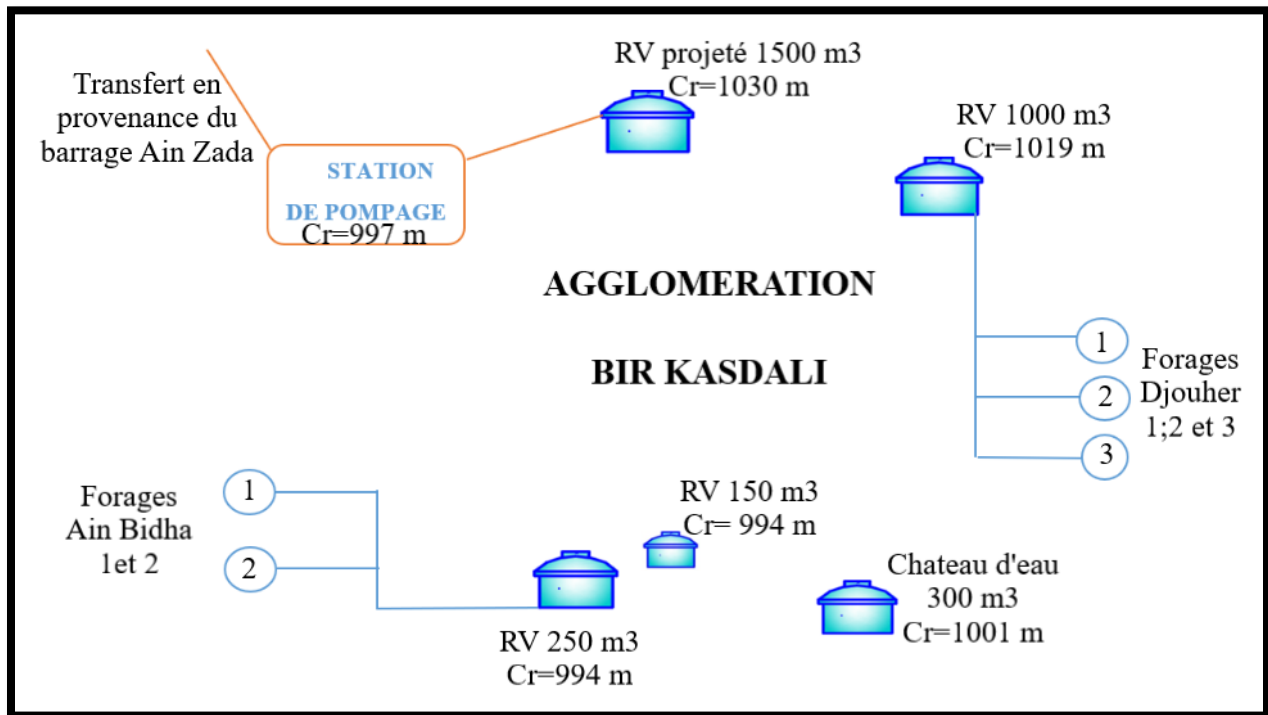 RV projeté 1500 m3
Cr=1030 m
Transfert en
provenance du
barrage Ain Zada
RV 1000 m3
Cr=1019 m
STATION
DE POMPAGE
Cr=997 m
AGGLOMERATION
BIR KASDALI
1
2
3
Forages
Djouher
1;2 et 3
Forages
Ain Bidha
1et 2
1
2
RV 150 m3
Cr= 994 m
RV 250 m3
Cr=994 m
Chateau d'eau
300 m3
Cr=1001 m